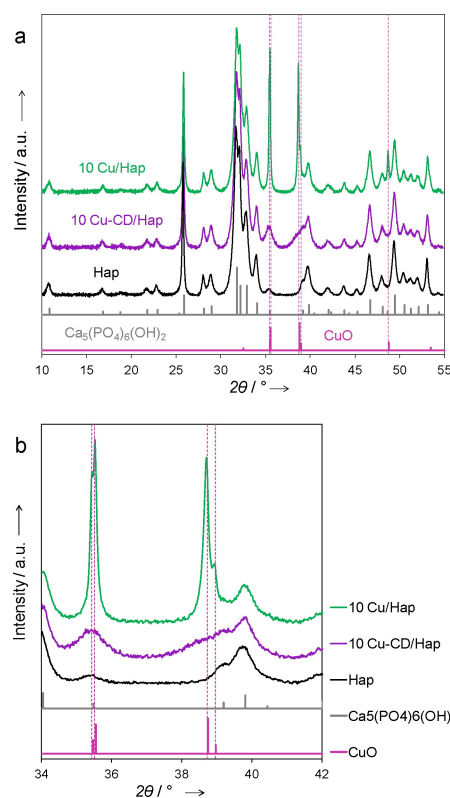 a
Intensity / a.u. →
10 Cu/Hap
10 Cu-CD/Hap
Hap
Ca₅(PO₄)₆(OH)₂
CuO
10 15 20 25 30 35 40 45 50 55
2θ / ° →
b
Intensity / a.u. →
10 Cu/Hap
10 Cu-CD/Hap
Hap
Ca5(PO4)6(OH)
CuO
34 36 38 40 42
2θ / ° →